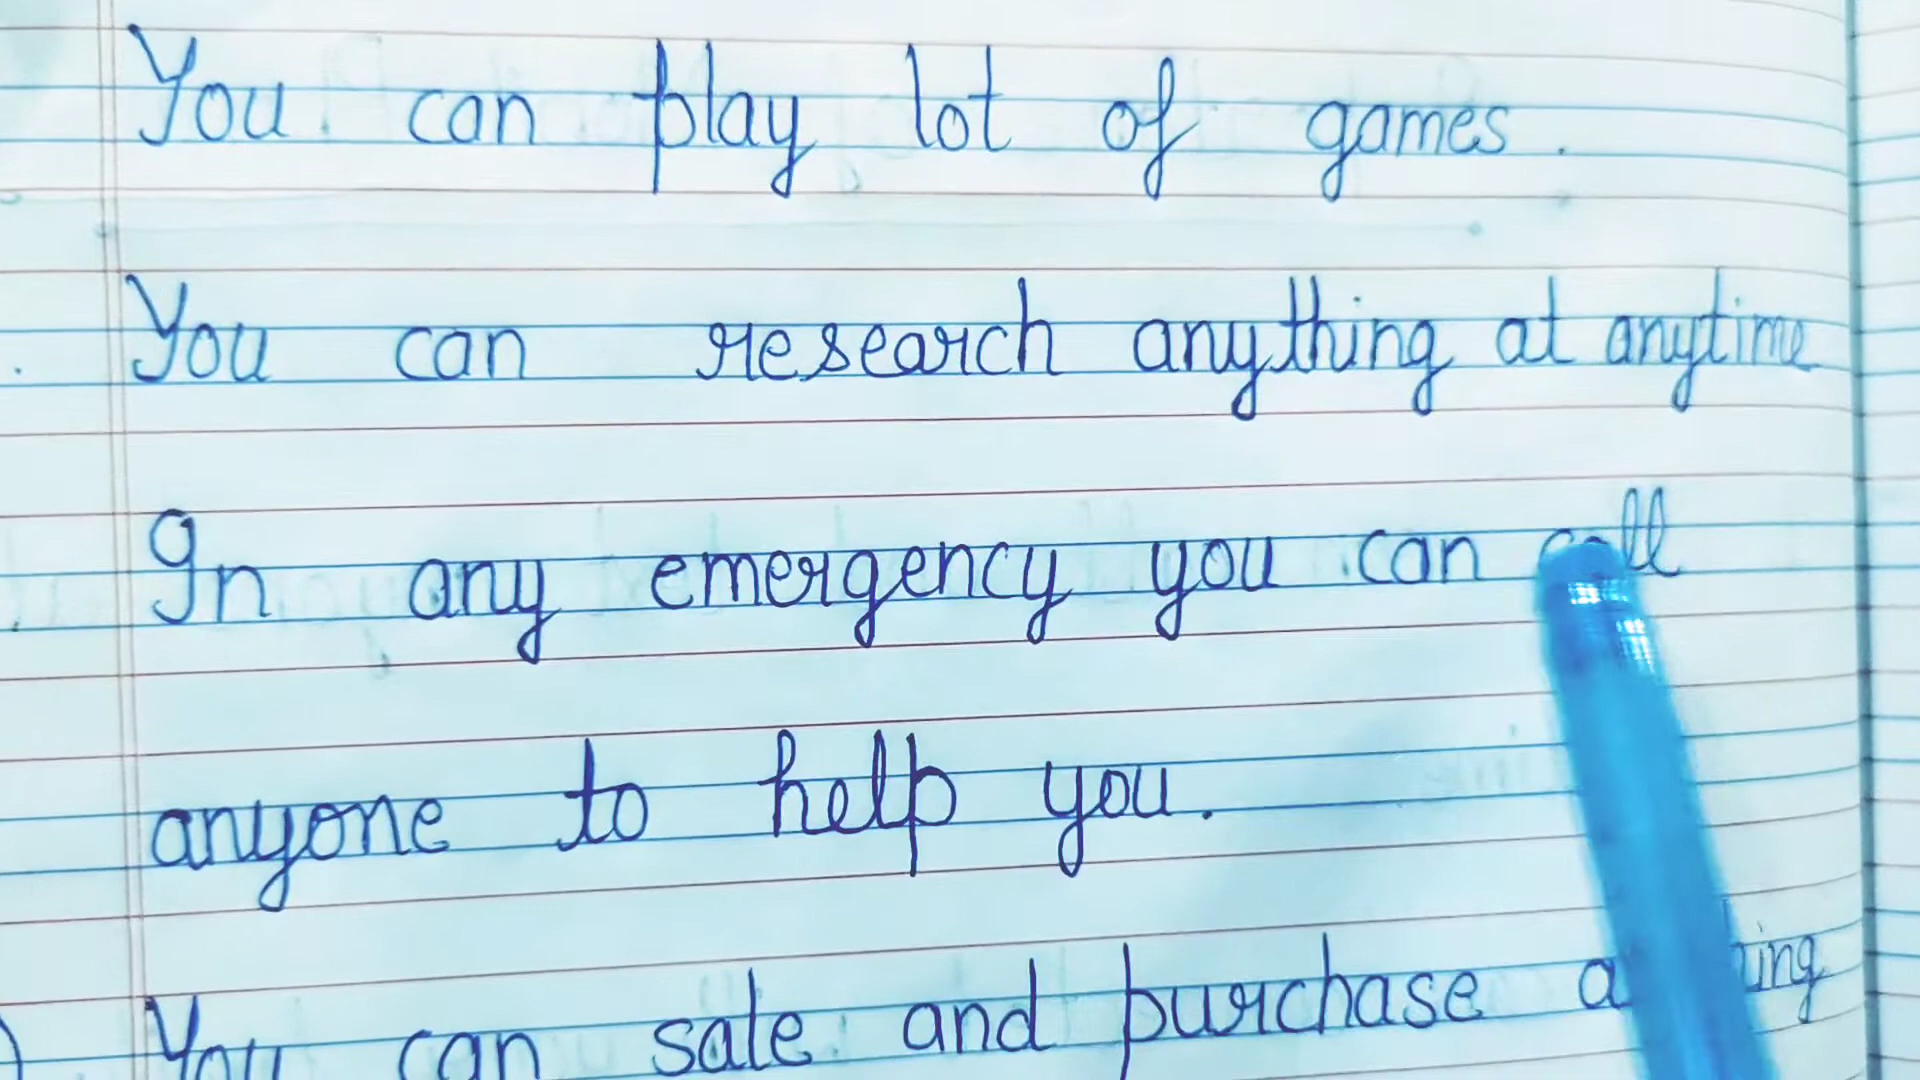 You can play lot of games.
You can research anything at anytime
In any emergency you can call
anyone to help you.
You can sale and purchase